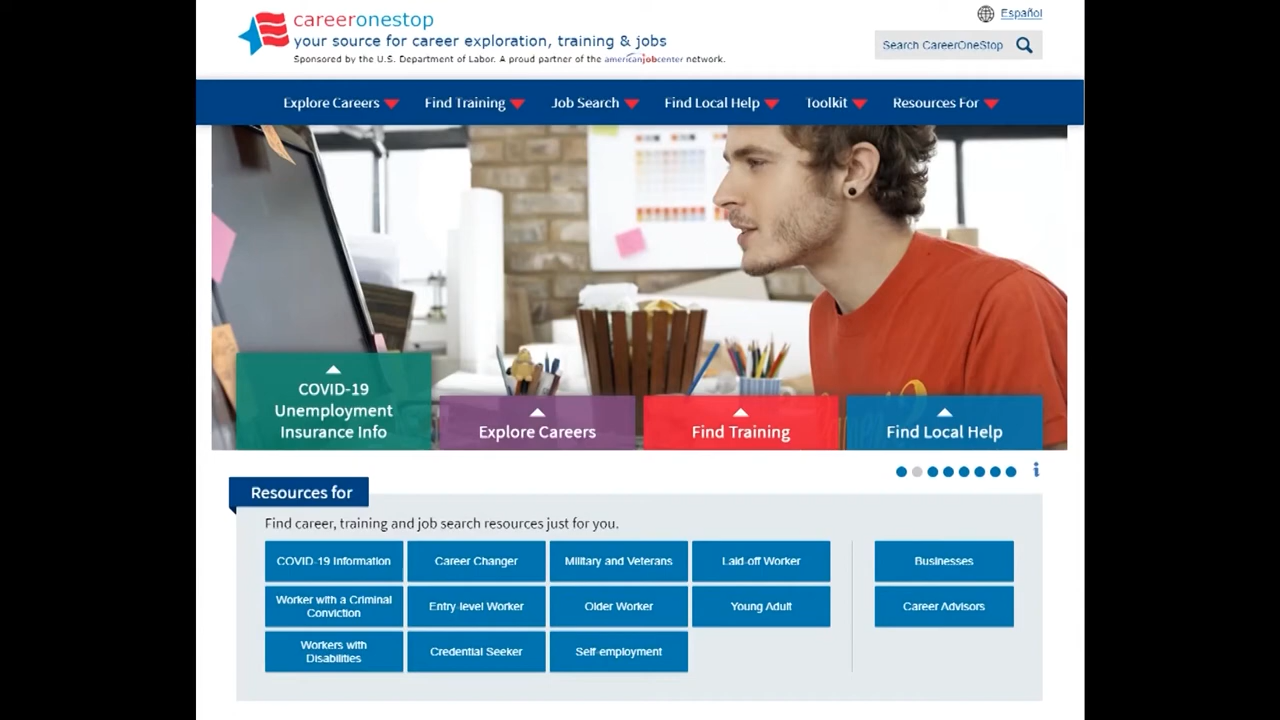 careeronestop
your source for career exploration, training & jobs
Sponsored by the U.S. Department of Labor. A proud partner of the americanjobcenter network.
Español
Search CareerOneStop
Explore Careers
Find Training
Job Search
Find Local Help
Toolkit
Resources For
COVID-19
Unemployment
Insurance Info
Explore Careers
Find Training
Find Local Help
i
Resources for
Find career, training and job search resources just for you.
COVID-19 Information
Career Changer
Military and Veterans
Laid-off Worker
Businesses
Worker with a Criminal
Conviction
Entry-level Worker
Older Worker
Young Adult
Career Advisors
Workers with
Disabilities
Credential Seeker
Self-employment